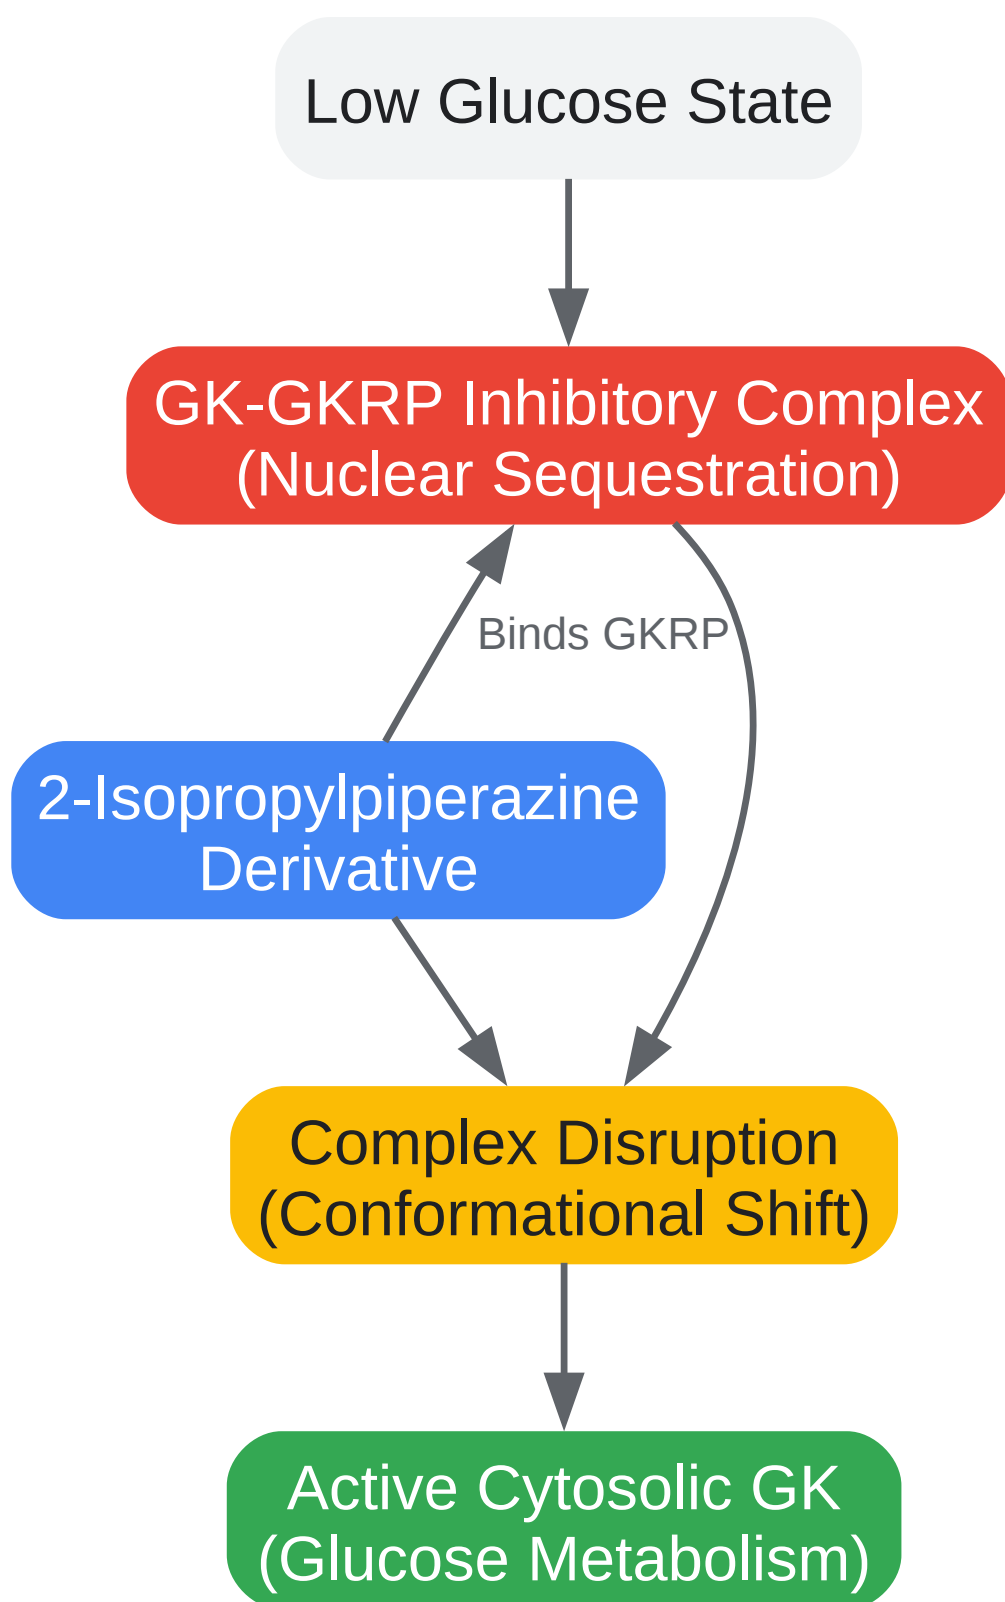 Low Glucose State
GK-GKRP Inhibitory Complex
(Nuclear Sequestration)
Binds GKRP
2-Isopropylpiperazine
Derivative
Complex Disruption
(Conformational Shift)
Active Cytosolic GK
(Glucose Metabolism)